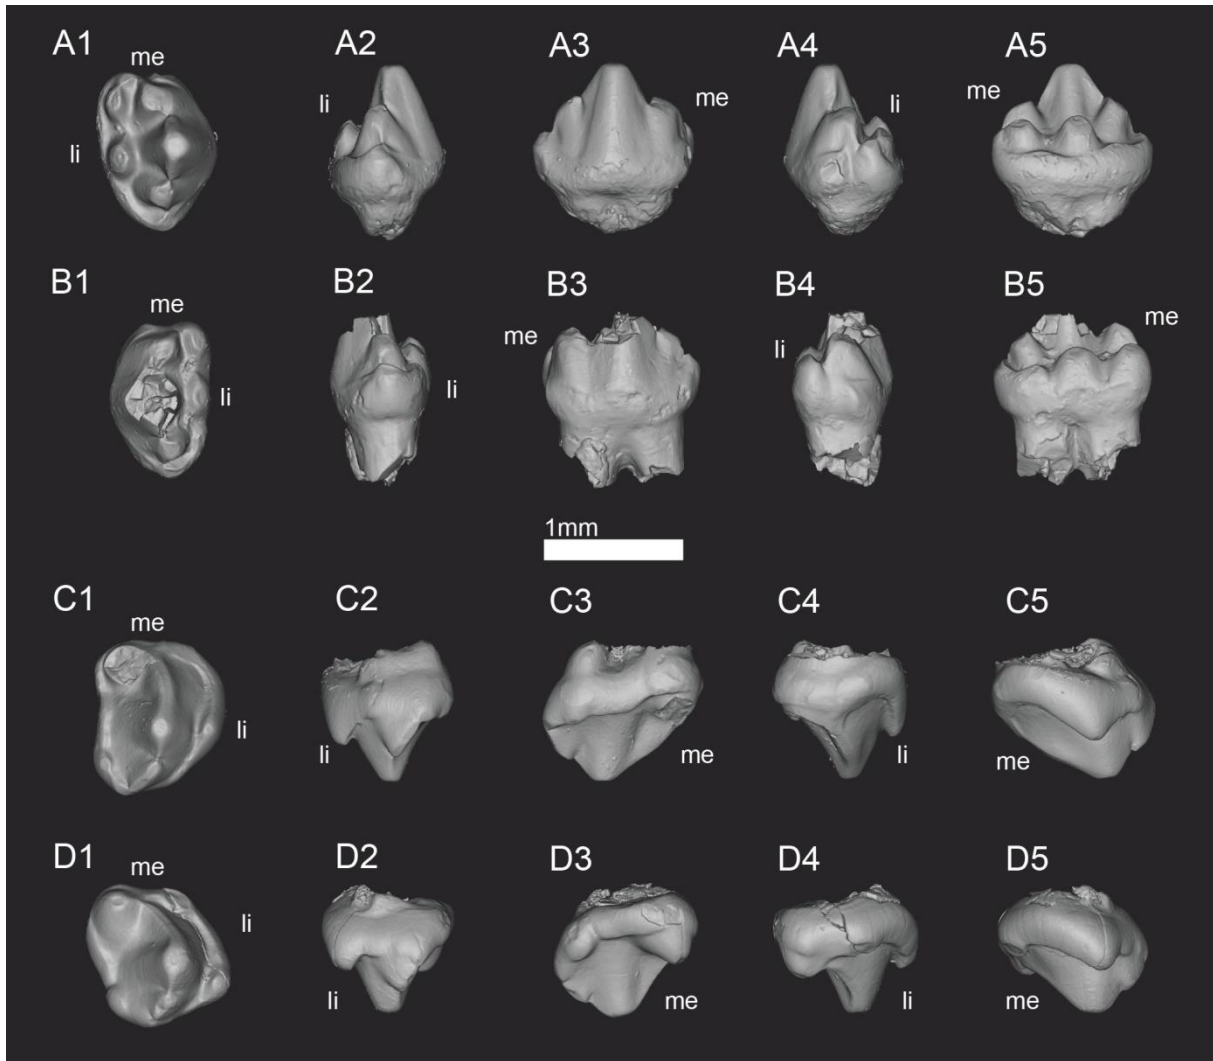 A1 A2 A3 A4 A5
me li me li me
li
B1 B2 B3 B4 B5
me li me li me
li
1mm
C1 C2 C3 C4 C5
me
li li me li me
D1 D2 D3 D4 D5
me
li
li me li me